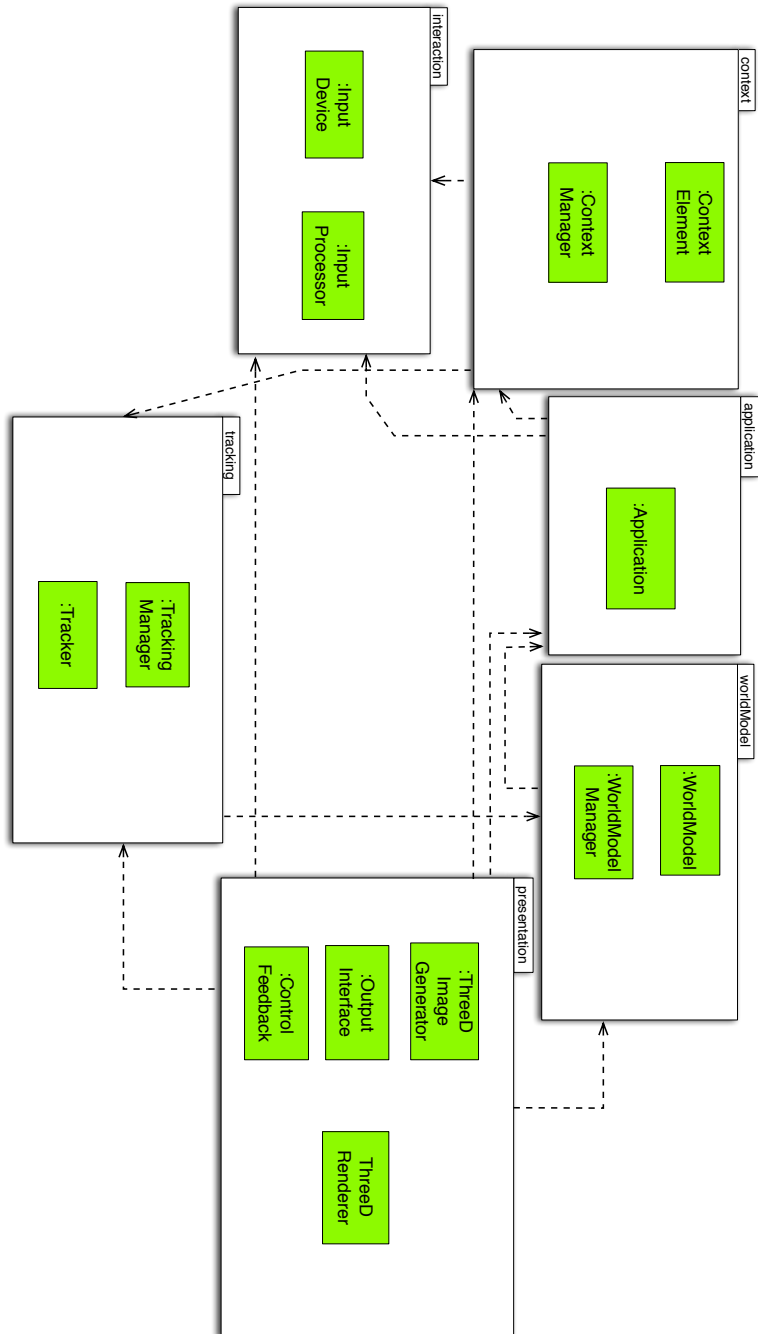 context
:Context
Element
:Context
Manager
application
:Application
worldModel
:WorldModel
:WorldModel
Manager
interaction
:Input
Device
:Input
Processor
presentation
:ThreeD
Image
Generator
:Output
Interface
:Control
Feedback
ThreeD
Renderer
tracking
:Tracking
Manager
:Tracker